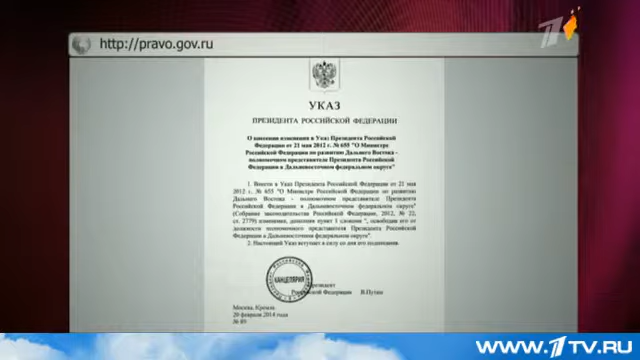 http://pravo.gov.ru
УКАЗ
ПРЕЗИДЕНТА РОССИЙСКОЙ ФЕДЕРАЦИИ
О внесении изменения в Указ Президента Российской
Федерации от 21 мая 2012 г. № 655 "О Министре
Российской Федерации по развитию Дальнего Востока -
полномочном представителе Президента Российской
Федерации в Дальневосточном федеральном округе"
1. Внести в Указ Президента Российской Федерации от 21 мая
2012 г. № 655 "О Министре Российской Федерации по развитию
Дальнего Востока - полномочном представителе Президента
Российской Федерации в Дальневосточном федеральном округе"
(Собрание законодательства Российской Федерации, 2012, № 22,
ст. 2779) изменение, дополнив пункт 1 словами ", освободив его от
должности полномочного представителя Президента Российской
Федерации в Дальневосточном федеральном округе".
2. Настоящий Указ вступает в силу со дня его подписания.
КАНЦЕЛЯРИЯ
Президент
Российской Федерации В.Путин
Москва, Кремль
20 февраля 2014 года
№ 85
WWW.1TV.RU